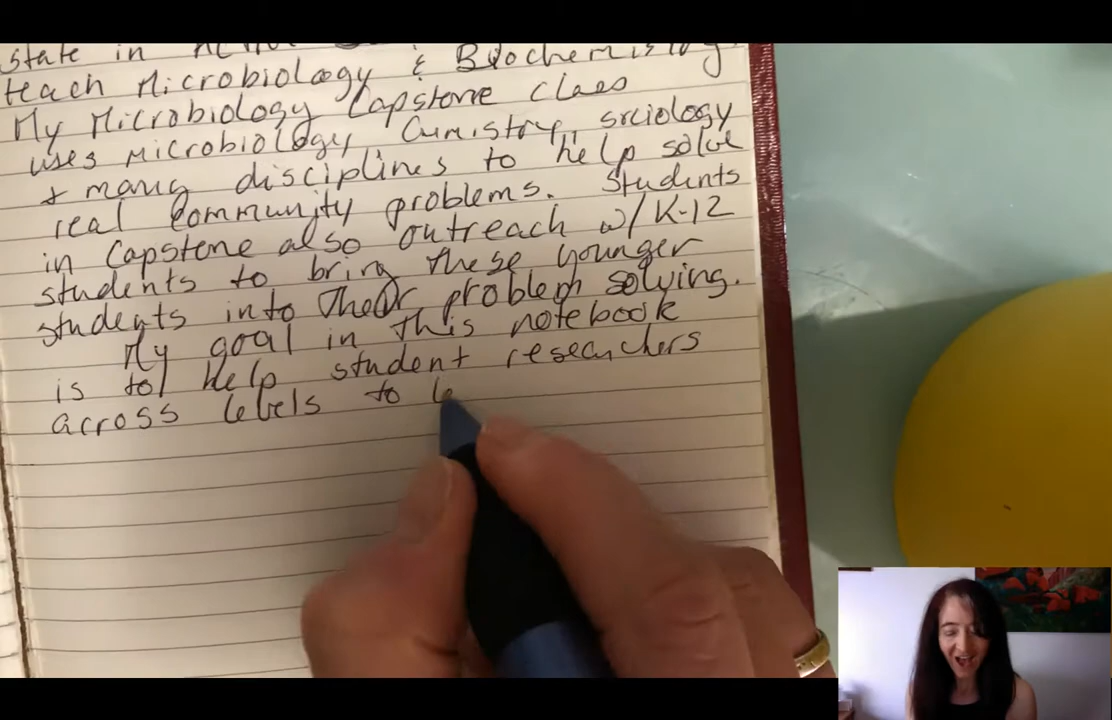 state in
teach Microbiology & Biochemistry.
My Microbiology Capstone class
uses Microbiology Cumistry, srciology
+ many disciplines to help solve
real Community problems. Students
in Capstone also outreach w/ K-12
students to bring these younger
students into Their problem solving.
My goal in this notebook
is to help student researchers
across levels to